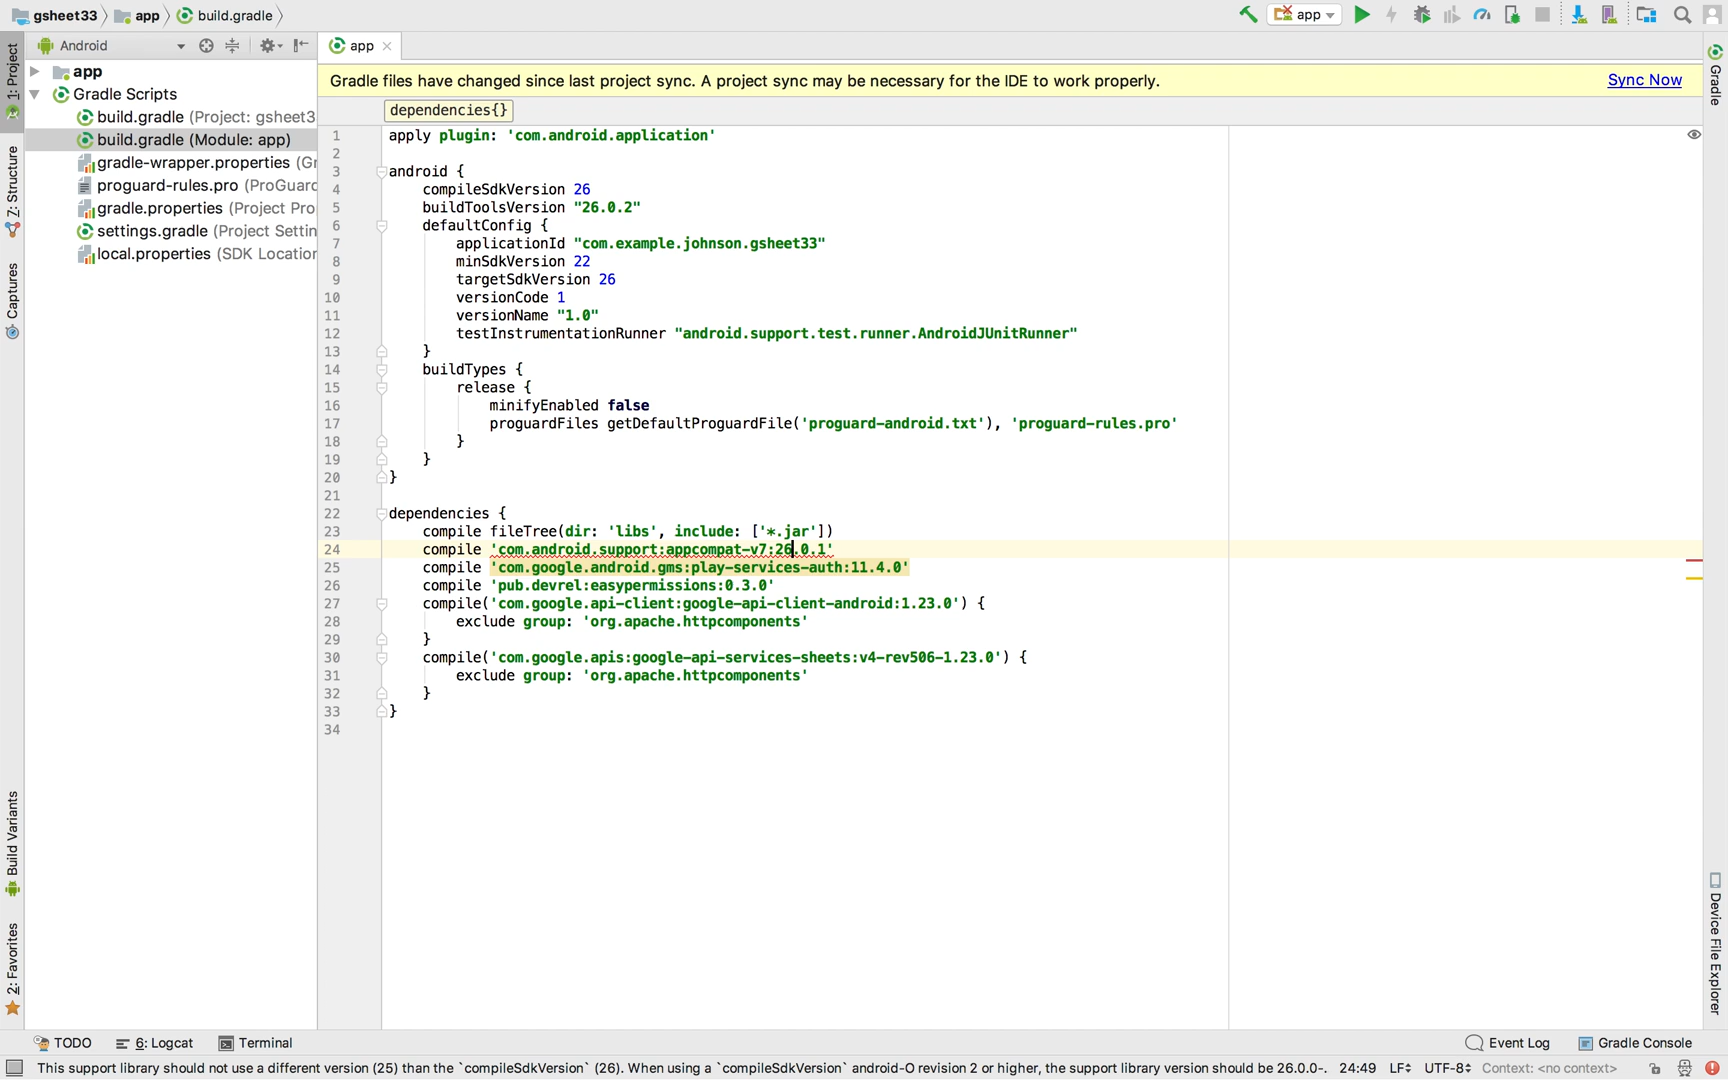 gsheet33 app build.gradle
app
Android
app
1: Project
Z: Structure
Captures
Build Variants
2: Favorites
app
Gradle Scripts
build.gradle (Project: gsheet3
build.gradle (Module: app)
gradle-wrapper.properties (Gr
proguard-rules.pro (ProGuard
gradle.properties (Project Pro
settings.gradle (Project Settin
local.properties (SDK Location
Gradle files have changed since last project sync. A project sync may be necessary for the IDE to work properly.
Sync Now
dependencies{}
1 apply plugin: 'com.android.application'
2
3 android {
4 compileSdkVersion 26
5 buildToolsVersion "26.0.2"
6 defaultConfig {
7 applicationId "com.example.johnson.gsheet33"
8 minSdkVersion 22
9 targetSdkVersion 26
10 versionCode 1
11 versionName "1.0"
12 testInstrumentationRunner "android.support.test.runner.AndroidJUnitRunner"
13 }
14 buildTypes {
15 release {
16 minifyEnabled false
17 proguardFiles getDefaultProguardFile('proguard-android.txt'), 'proguard-rules.pro'
18 }
19 }
20 }
21
22 dependencies {
23 compile fileTree(dir: 'libs', include: ['*.jar'])
24 compile 'com.android.support:appcompat-v7:26.0.1'
25 compile 'com.google.android.gms:play-services-auth:11.4.0'
26 compile 'pub.devrel:easypermissions:0.3.0'
27 compile('com.google.api-client:google-api-client-android:1.23.0') {
28 exclude group: 'org.apache.httpcomponents'
29 }
30 compile('com.google.apis:google-api-services-sheets:v4-rev506-1.23.0') {
31 exclude group: 'org.apache.httpcomponents'
32 }
33 }
34
Gradle
Device File Explorer
TODO 6: Logcat Terminal
Event Log Gradle Console
This support library should not use a different version (25) than the `compileSdkVersion` (26). When using a `compileSdkVersion` android-O revision 2 or higher, the support library version should be 26.0.0-. 24:49 LF UTF-8 Context: <no context>